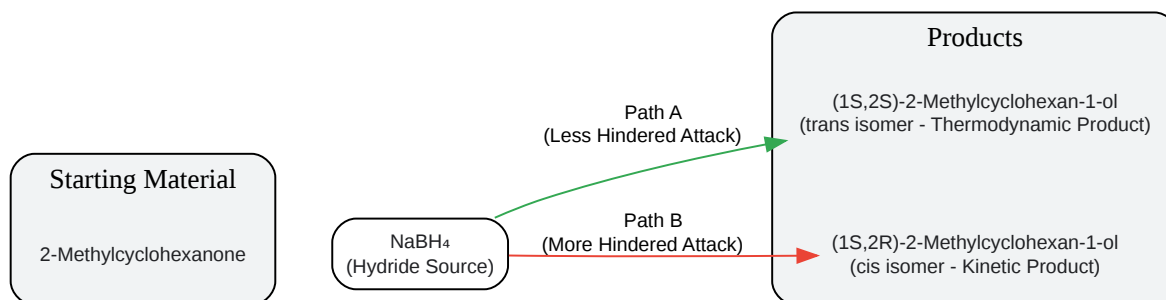 Starting Material
2-Methylcyclohexanone
NaBH₄
(Hydride Source)
Path A
(Less Hindered Attack)
Path B
(More Hindered Attack)
Products
(1S,2S)-2-Methylcyclohexan-1-ol
(trans isomer - Thermodynamic Product)
(1S,2R)-2-Methylcyclohexan-1-ol
(cis isomer - Kinetic Product)